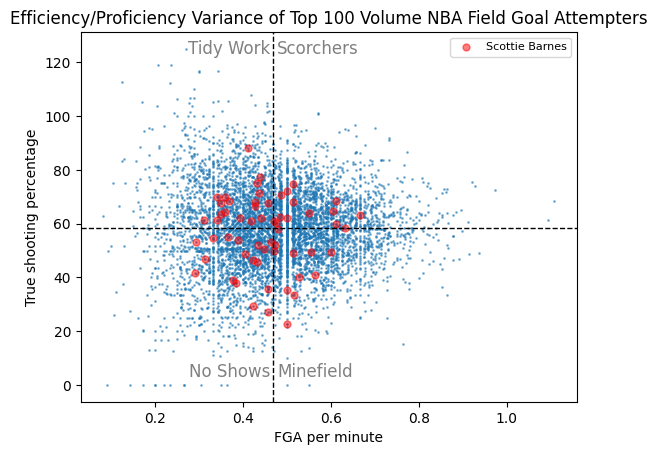 Efficiency/Proficiency Variance of Top 100 Volume NBA Field Goal Attempters
Tidy Work
Scorchers
Scottie Barnes
120
100
80
60
40
20
0
True shooting percentage
No Shows
Minefield
0.2
0.4
0.6
0.8
1.0
FGA per minute